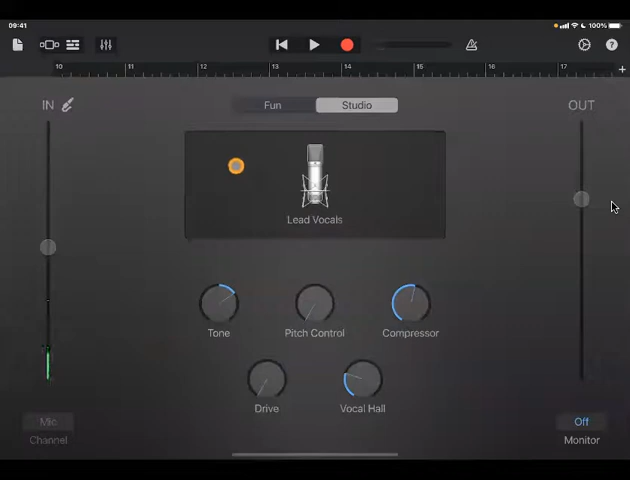 09:41
100%
10 11 12 13 14 15 16 17
IN
Fun
Studio
OUT
Lead Vocals
Tone
Pitch Control
Compressor
Drive
Vocal Hall
Mic
Channel
Off
Monitor